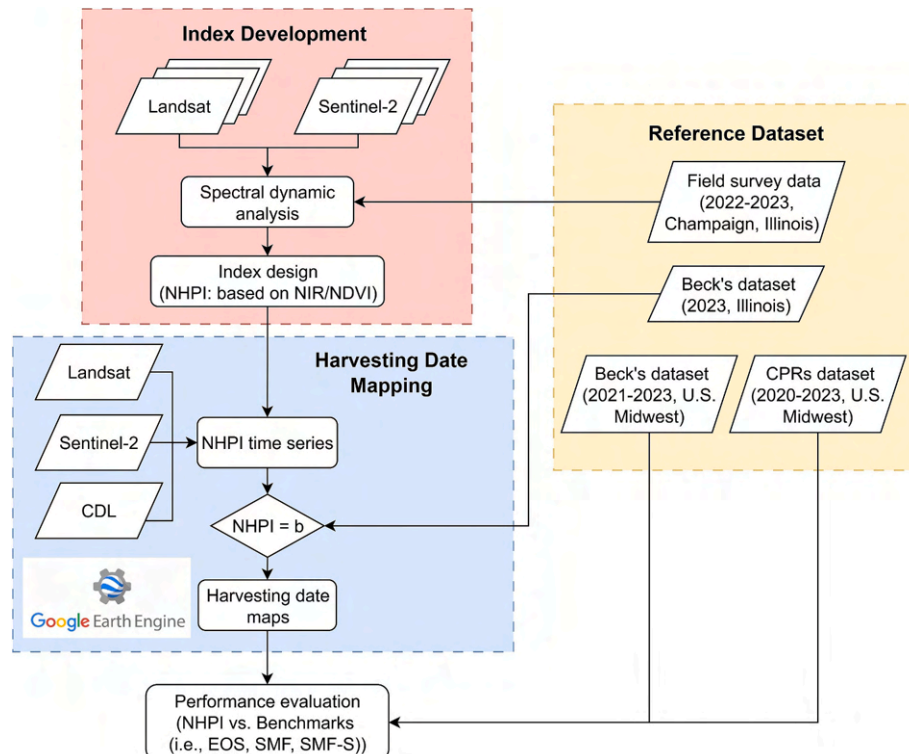 Index Development
Landsat
Sentinel-2
Spectral dynamic
analysis
Index design
(NHPI: based on NIR/NDVI)
Reference Dataset
Field survey data
(2022-2023,
Champaign, Illinois)
Beck's dataset
(2023, Illinois)
Beck's dataset
(2021-2023, U.S.
Midwest)
CPRs dataset
(2020-2023, U.S.
Midwest)
Harvesting Date
Mapping
Landsat
Sentinel-2
CDL
NHPI time series
NHPI = b
Harvesting date
maps
Google Earth Engine
Performance evaluation
(NHPI vs. Benchmarks
(i.e., EOS, SMF, SMF-S))